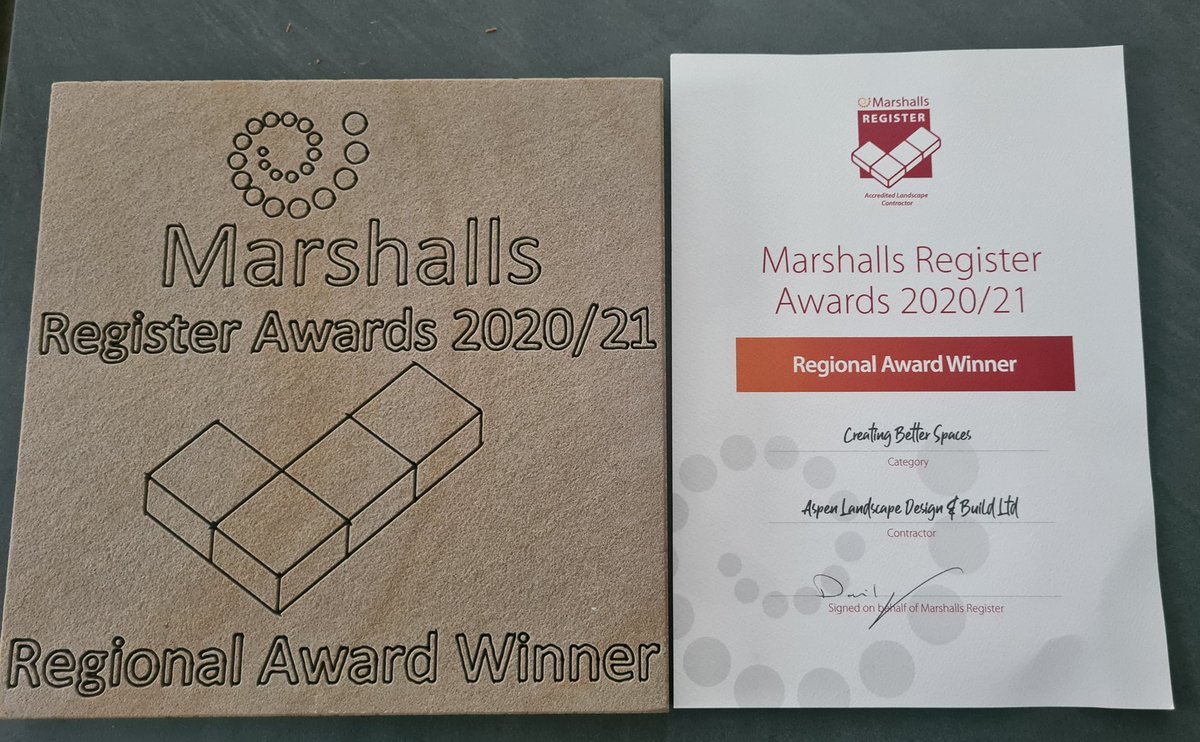 Marshalls
Register Awards 2020/21
Regional Award Winner
Marshalls
REGISTER
Accredited Landscape
Contractor
Marshalls Register
Awards 2020/21
Regional Award Winner
Creating Better Spaces
Category
Aspen Landscape Design & Build Ltd
Contractor
Signed on behalf of Marshalls Register